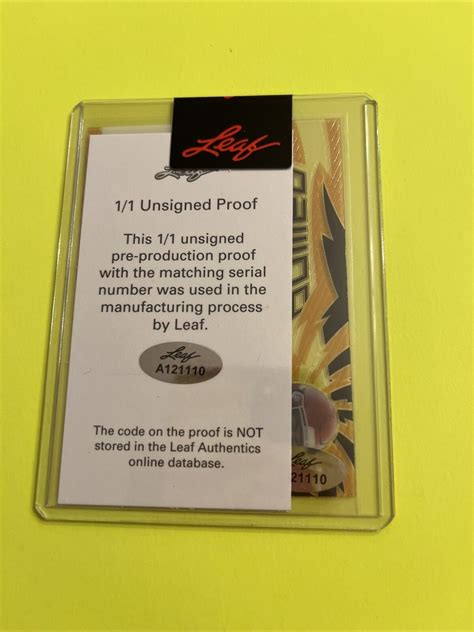 Leaf
Leaf
1/1 Unsigned Proof
This 1/1 unsigned
pre-production proof
with the matching serial
number was used in the
manufacturing process
by Leaf.
Leaf
A121110
The code on the proof is NOT
stored in the Leaf Authentics
online database.
Leaf
21110